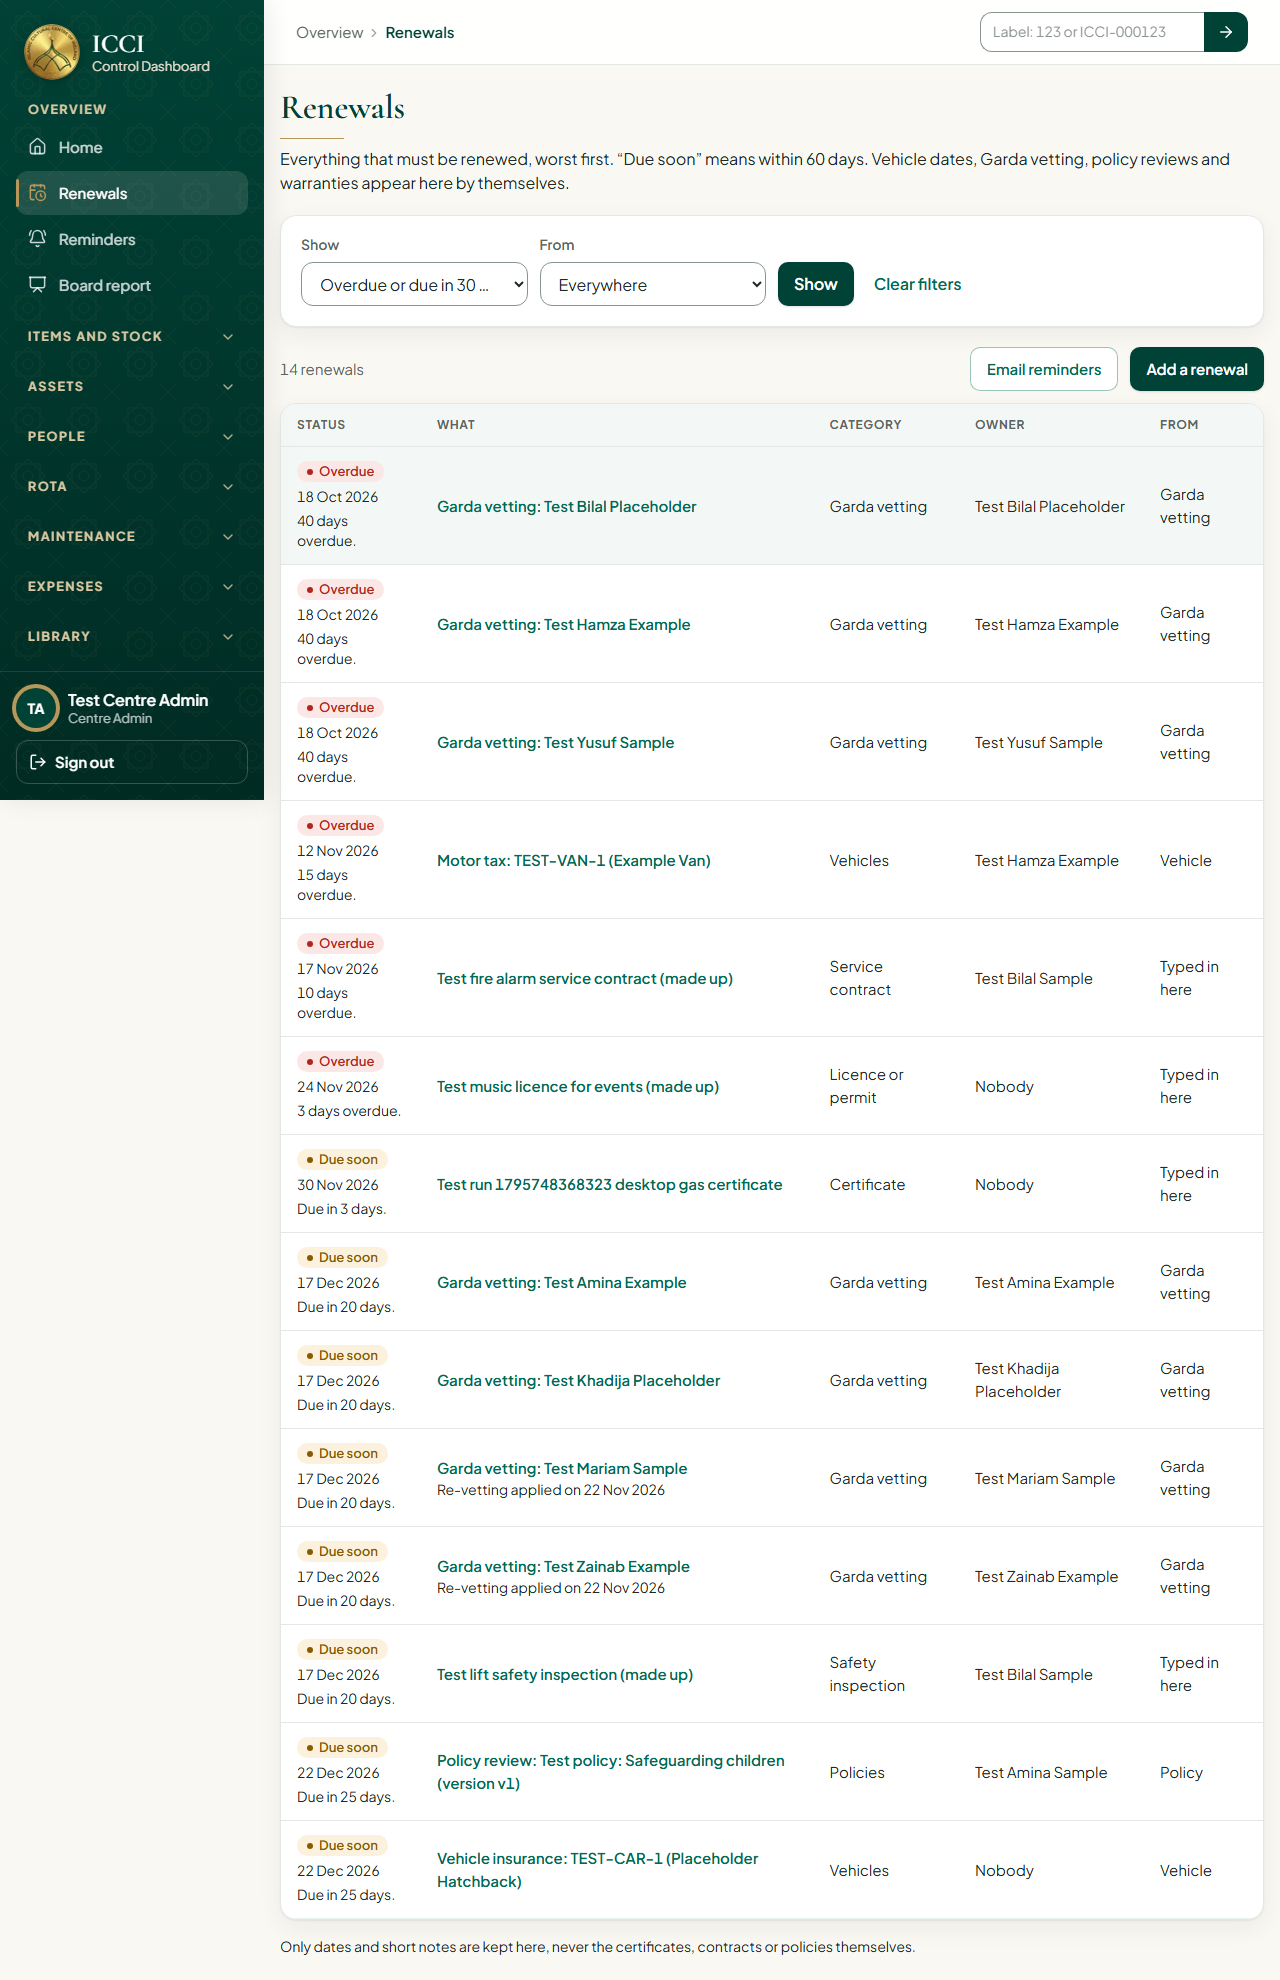 ICCI
Control Dashboard
OVERVIEW
Home
Renewals
Reminders
Board report
ITEMS AND STOCK
ASSETS
PEOPLE
ROTA
MAINTENANCE
EXPENSES
LIBRARY
TA
Test Centre Admin
Centre Admin
Sign out
Overview > Renewals
Label: 123 or ICCI-000123
Renewals
Everything that must be renewed, worst first. “Due soon” means within 60 days. Vehicle dates, Garda vetting, policy reviews and
warranties appear here by themselves.
Show
From
Overdue or due in 30 ...
Everywhere
Show
Clear filters
14 renewals
Email reminders
Add a renewal
STATUS WHAT CATEGORY OWNER FROM
Overdue
18 Oct 2026
40 days
overdue.
Garda vetting: Test Bilal Placeholder
Garda vetting
Test Bilal Placeholder
Garda
vetting
Overdue
18 Oct 2026
40 days
overdue.
Garda vetting: Test Hamza Example
Garda vetting
Test Hamza Example
Garda
vetting
Overdue
18 Oct 2026
40 days
overdue.
Garda vetting: Test Yusuf Sample
Garda vetting
Test Yusuf Sample
Garda
vetting
Overdue
12 Nov 2026
15 days
overdue.
Motor tax: TEST-VAN-1 (Example Van)
Vehicles
Test Hamza Example
Vehicle
Overdue
17 Nov 2026
10 days
overdue.
Test fire alarm service contract (made up)
Service
contract
Test Bilal Sample
Typed in
here
Overdue
24 Nov 2026
3 days overdue.
Test music licence for events (made up)
Licence or
permit
Nobody
Typed in
here
Due soon
30 Nov 2026
Due in 3 days.
Test run 1795748368323 desktop gas certificate
Certificate
Nobody
Typed in
here
Due soon
17 Dec 2026
Due in 20 days.
Garda vetting: Test Amina Example
Garda vetting
Test Amina Example
Garda
vetting
Due soon
17 Dec 2026
Due in 20 days.
Garda vetting: Test Khadija Placeholder
Garda vetting
Test Khadija
Placeholder
Garda
vetting
Due soon
17 Dec 2026
Due in 20 days.
Garda vetting: Test Mariam Sample
Re-vetting applied on 22 Nov 2026
Garda vetting
Test Mariam Sample
Garda
vetting
Due soon
17 Dec 2026
Due in 20 days.
Garda vetting: Test Zainab Example
Re-vetting applied on 22 Nov 2026
Garda vetting
Test Zainab Example
Garda
vetting
Due soon
17 Dec 2026
Due in 20 days.
Test lift safety inspection (made up)
Safety
inspection
Test Bilal Sample
Typed in
here
Due soon
22 Dec 2026
Due in 25 days.
Policy review: Test policy: Safeguarding children
(version v1)
Policies
Test Amina Sample
Policy
Due soon
22 Dec 2026
Due in 25 days.
Vehicle insurance: TEST-CAR-1 (Placeholder
Hatchback)
Vehicles
Nobody
Vehicle
Only dates and short notes are kept here, never the certificates, contracts or policies themselves.